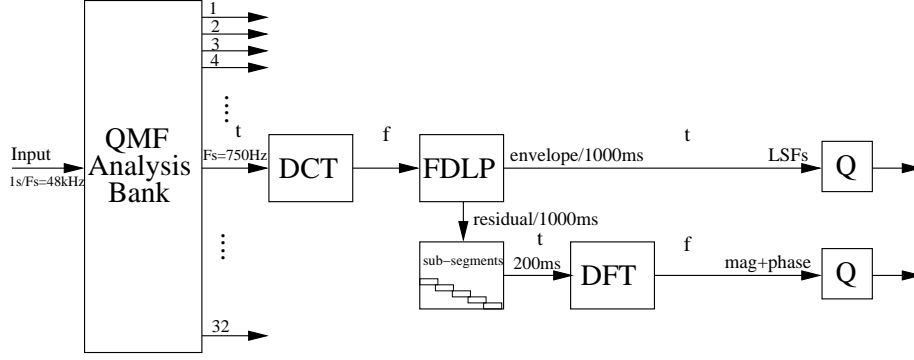 1
2
3
4
QMF
Analysis
Bank
Input
1s/Fs=48kHz
t
Fs=750Hz
DCT
f
FDLP
envelope/1000ms
t
LSFs
Q
residual/1000ms
sub-segments
t
200ms
DFT
f
mag+phase
Q
32